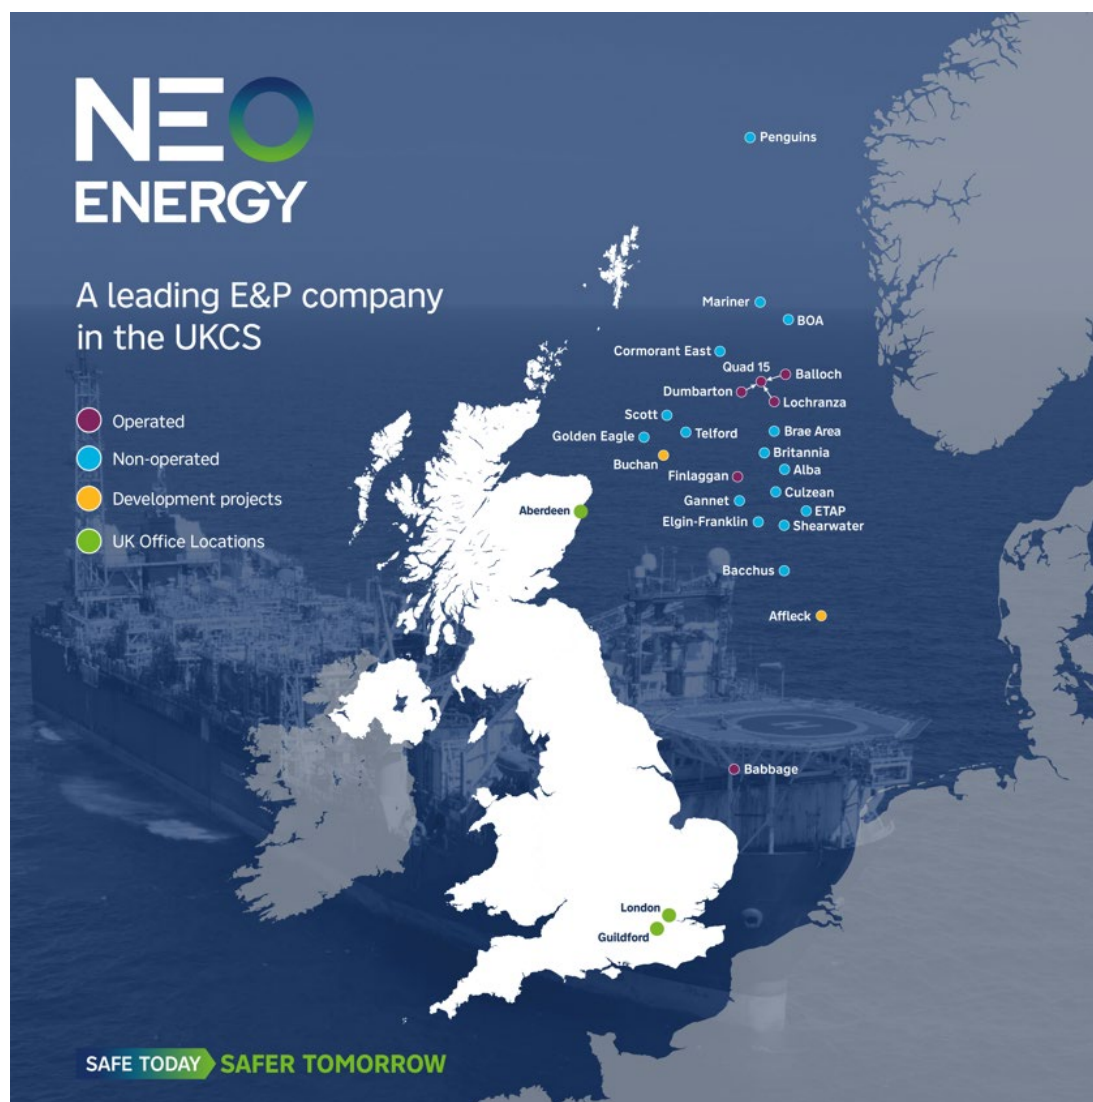 NEO
ENERGY
A leading E&P company
in the UKCS
Operated
Non-operated
Development projects
UK Office Locations
Penguins
Mariner
BOA
Cormorant East
Quad 15
Balloch
Dumbarton
Lochranza
Scott
Telford
Brae Area
Golden Eagle
Britannia
Buchan
Alba
Finlaggan
Culzean
Gannet
ETAP
Aberdeen
Elgin-Franklin
Shearwater
Bacchus
Affleck
Babbage
London
Guildford
SAFE TODAY SAFER TOMORROW